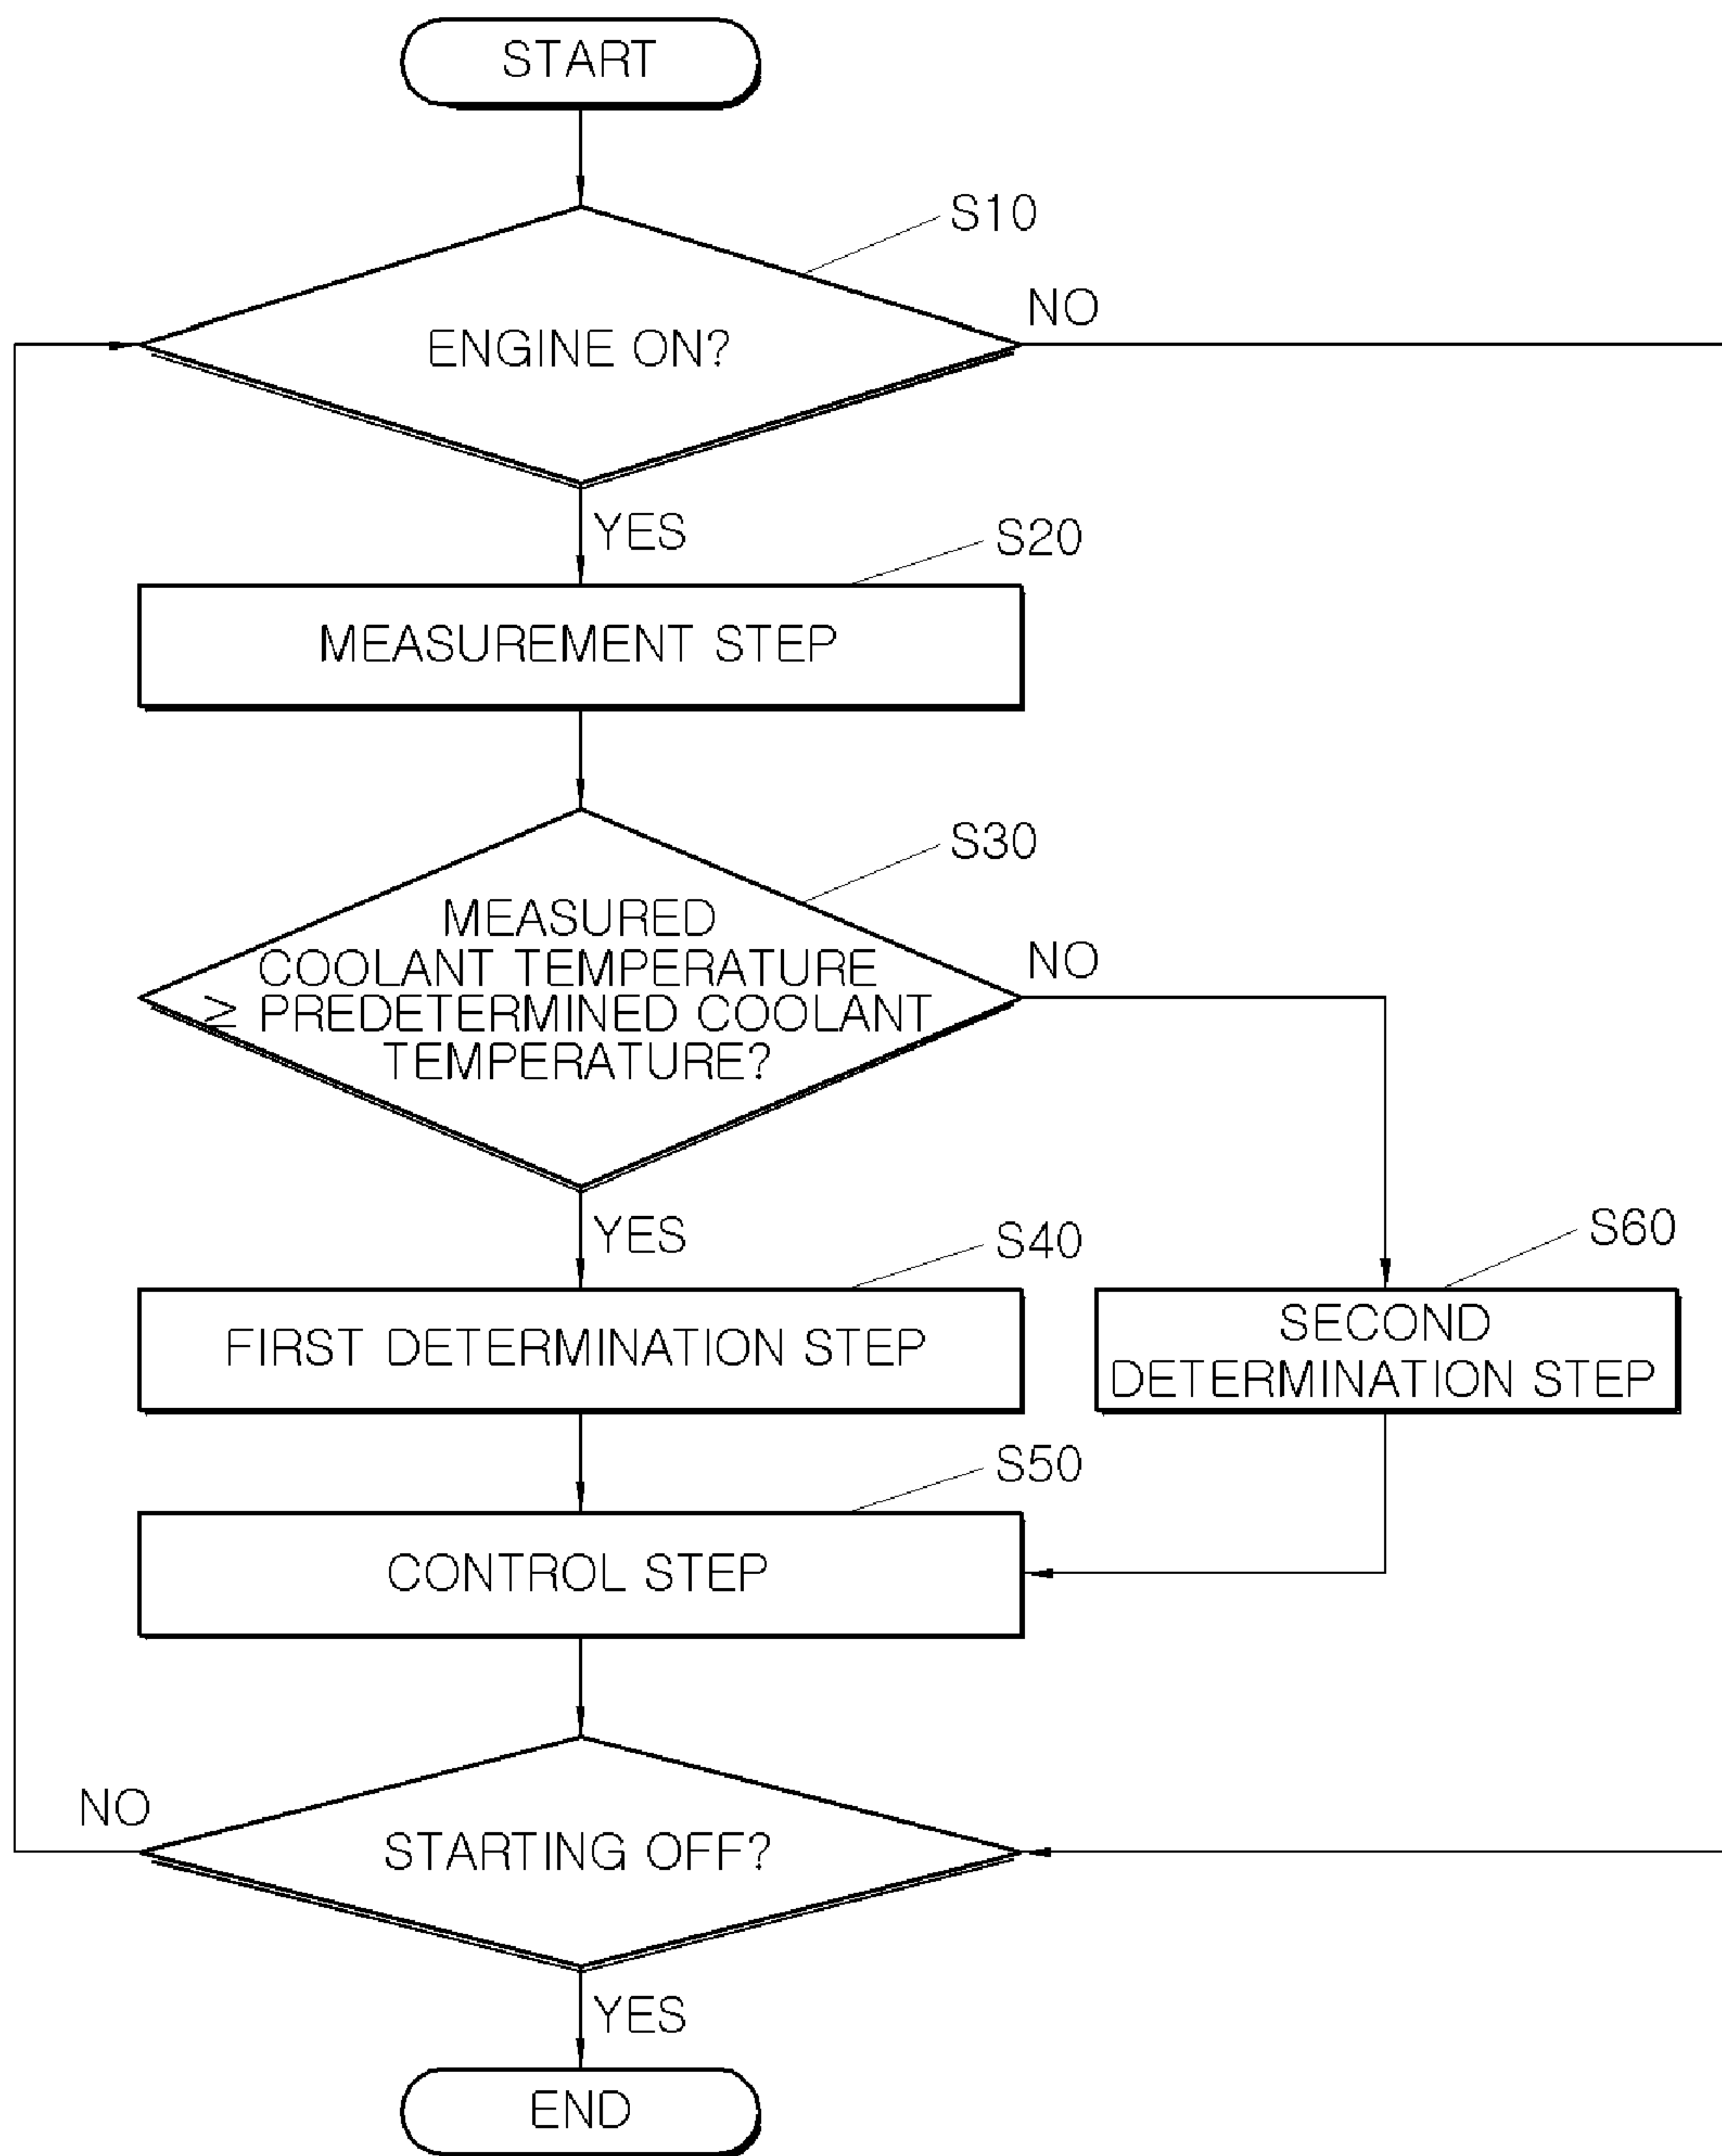 START
S10
ENGINE ON?
NO
YES
S20
MEASUREMENT STEP
S30
MEASURED
COOLANT TEMPERATURE
≥ PREDETERMINED COOLANT
TEMPERATURE?
NO
YES
S40
FIRST DETERMINATION STEP
S60
SECOND
DETERMINATION STEP
S50
CONTROL STEP
NO
STARTING OFF?
YES
END